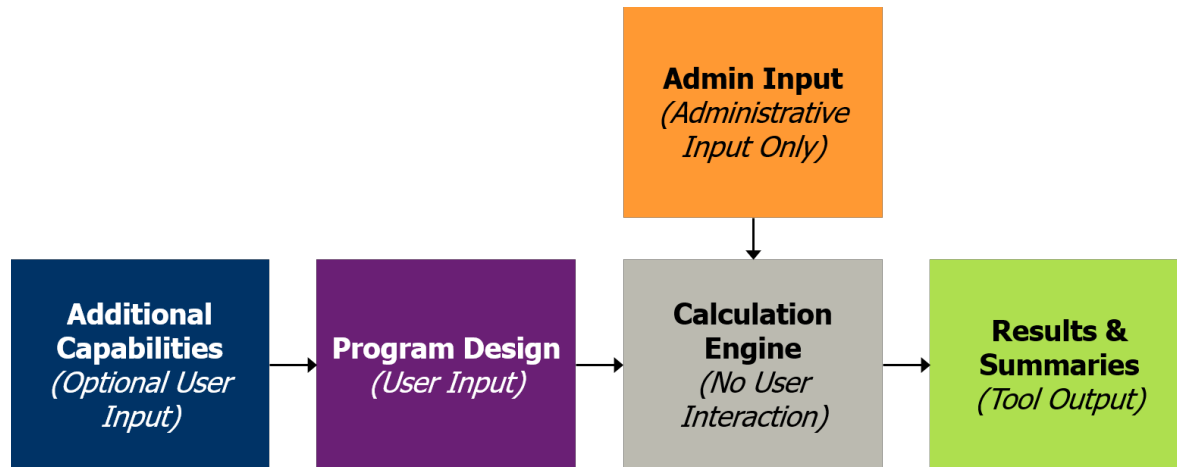 Admin Input
(Administrative
Input Only)
Additional
Capabilities
(Optional User
Input)
Program Design
(User Input)
Calculation
Engine
(No User
Interaction)
Results &
Summaries
(Tool Output)